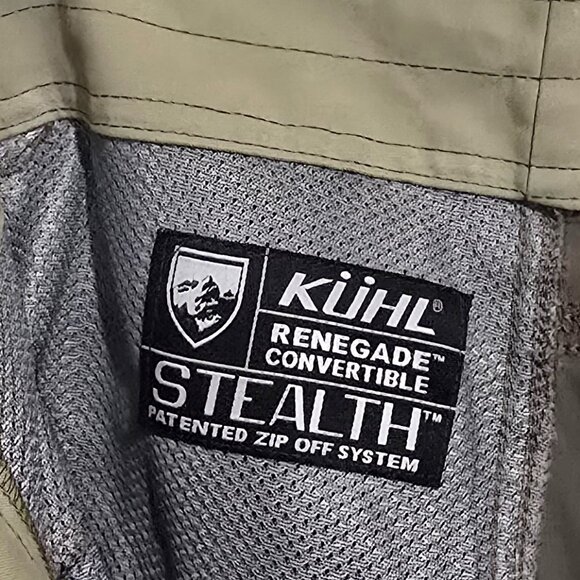 KÜHL®
RENEGADE™
CONVERTIBLE
STEALTH™
PATENTED ZIP OFF SYSTEM